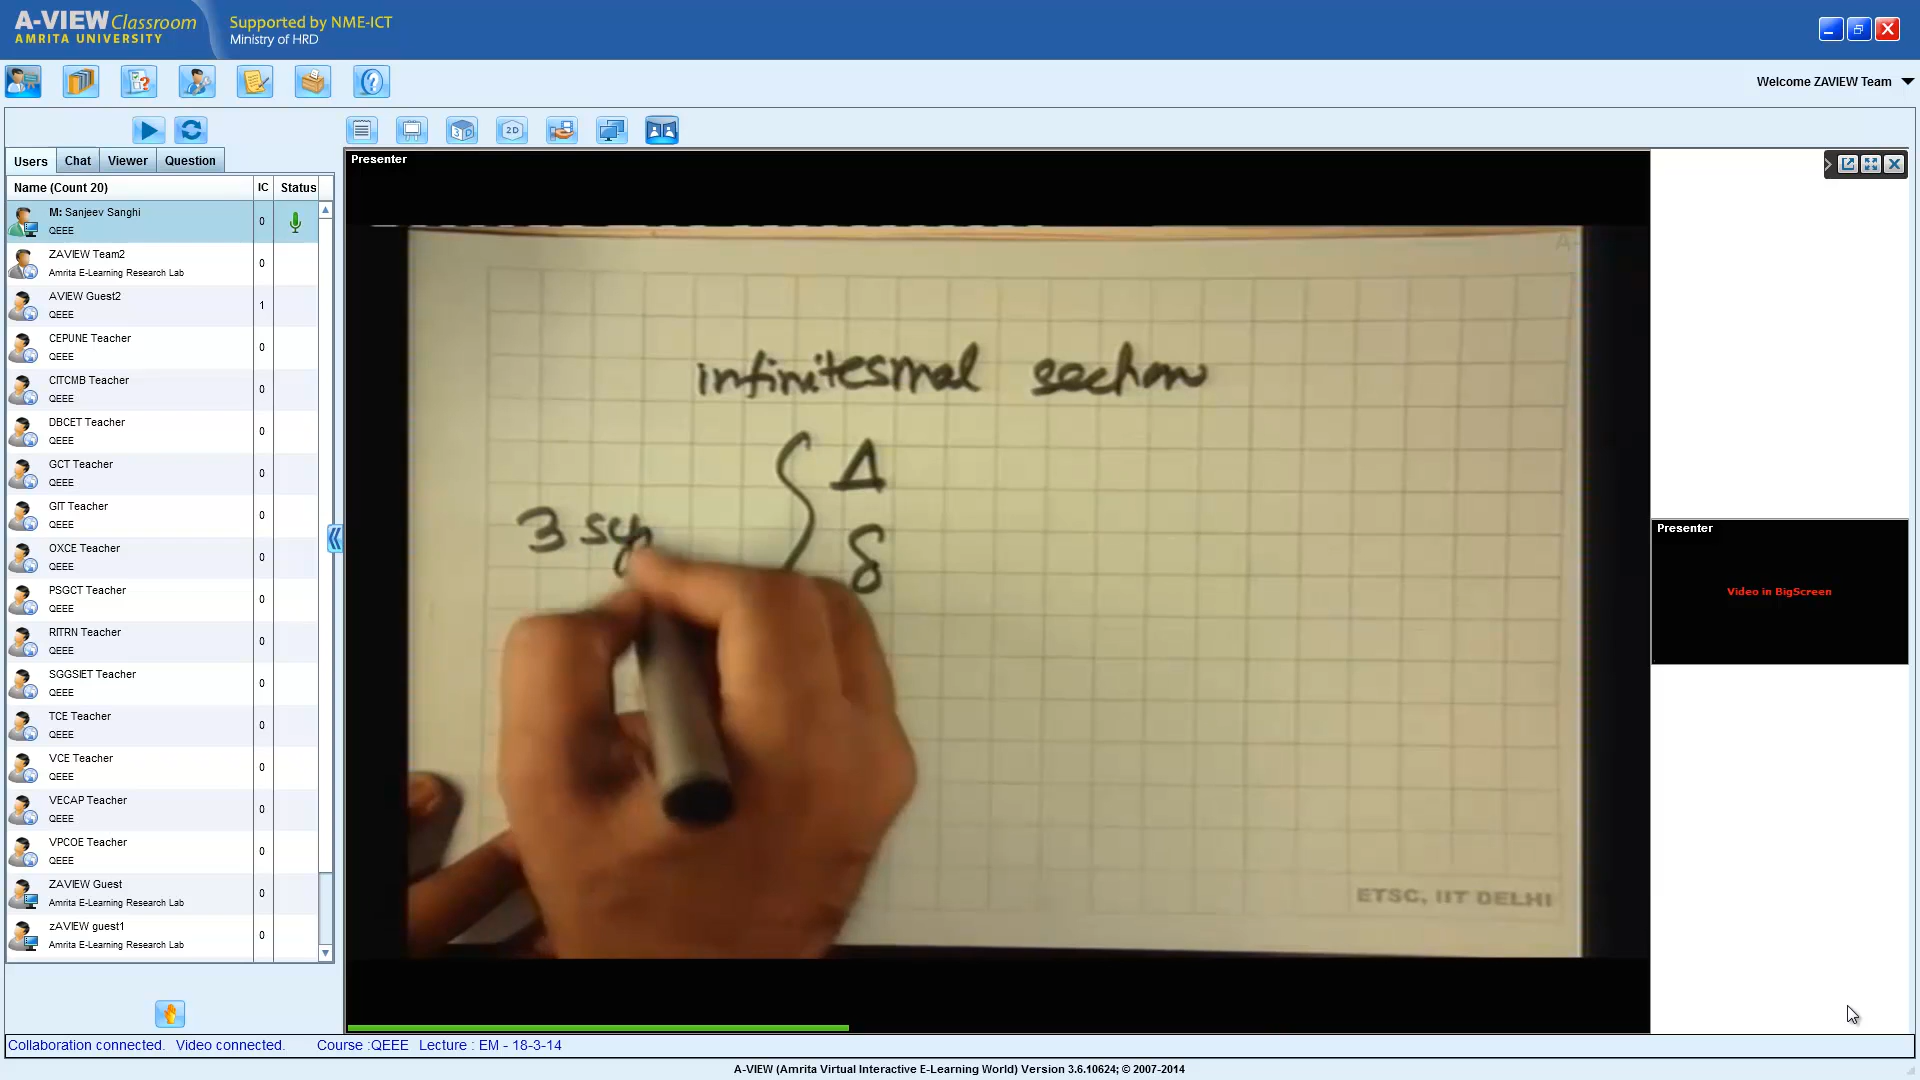 A-VIEW Classroom
AMRITA UNIVERSITY
Supported by NME-ICT
Ministry of HRD
Welcome ZAVIEW Team
3D
2D
Users
Chat
Viewer
Question
Name (Count 20)
IC
Status
M: Sanjeev Sanghi
QEEE
0
ZAVIEW Team2
Amrita E-Learning Research Lab
0
AVIEW Guest2
QEEE
1
CEPUNE Teacher
QEEE
0
CITCMB Teacher
QEEE
0
DBCET Teacher
QEEE
0
GCT Teacher
QEEE
0
GIT Teacher
QEEE
0
OXCE Teacher
QEEE
0
PSGCT Teacher
QEEE
0
RITRN Teacher
QEEE
0
SGGSIET Teacher
QEEE
0
TCE Teacher
QEEE
0
VCE Teacher
QEEE
0
VECAP Teacher
QEEE
0
VPCOE Teacher
QEEE
0
ZAVIEW Guest
Amrita E-Learning Research Lab
0
zAVIEW guest1
Amrita E-Learning Research Lab
0
Presenter
infinitesmal section
Δ
3 sy
δ
ETSC, IIT DELHI
Presenter
Video in BigScreen
Collaboration connected. Video connected. Course :QEEE Lecture : EM - 18-3-14
A-VIEW (Amrita Virtual Interactive E-Learning World) Version 3.6.10624; © 2007-2014